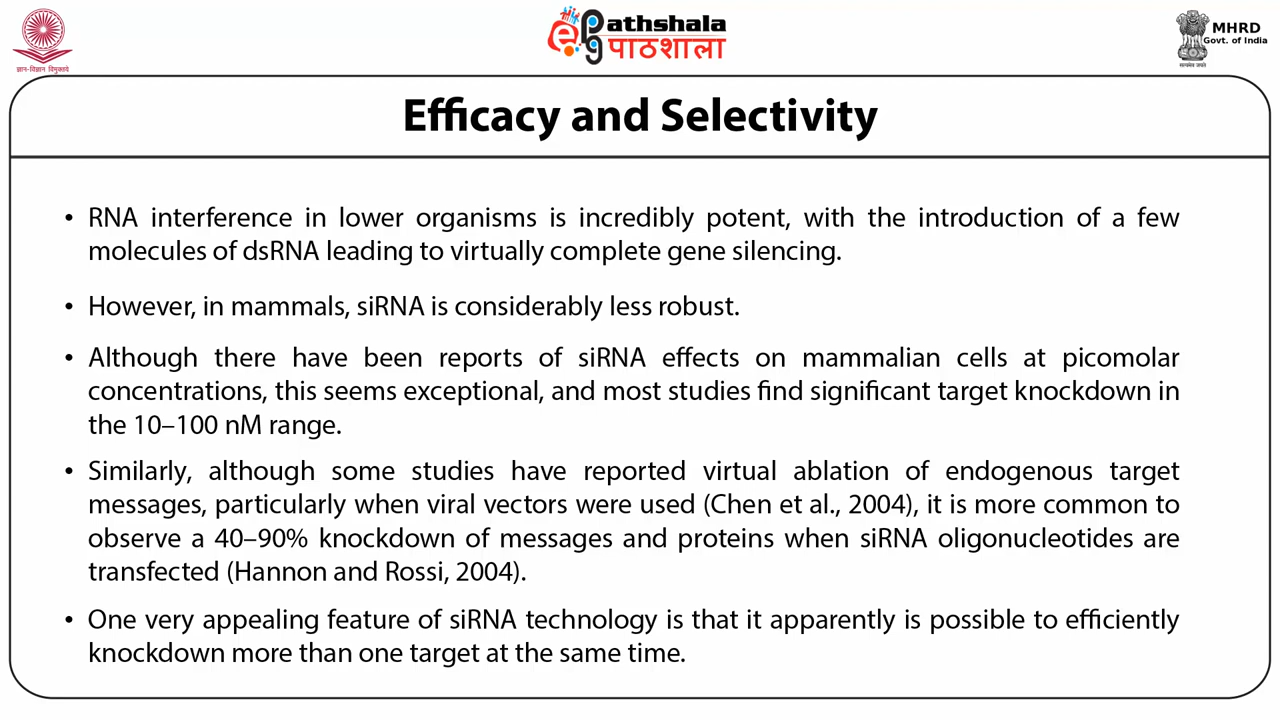 ज्ञान-विज्ञान विमुक्तये
ePg
athshala
पाठशाला
MHRD
Govt. of India
सत्यमेव जयते
Efficacy and Selectivity
• RNA interference in lower organisms is incredibly potent, with the introduction of a few
molecules of dsRNA leading to virtually complete gene silencing.
• However, in mammals, siRNA is considerably less robust.
• Although there have been reports of siRNA effects on mammalian cells at picomolar
concentrations, this seems exceptional, and most studies find significant target knockdown in
the 10–100 nM range.
• Similarly, although some studies have reported virtual ablation of endogenous target
messages, particularly when viral vectors were used (Chen et al., 2004), it is more common to
observe a 40–90% knockdown of messages and proteins when siRNA oligonucleotides are
transfected (Hannon and Rossi, 2004).
• One very appealing feature of siRNA technology is that it apparently is possible to efficiently
knockdown more than one target at the same time.